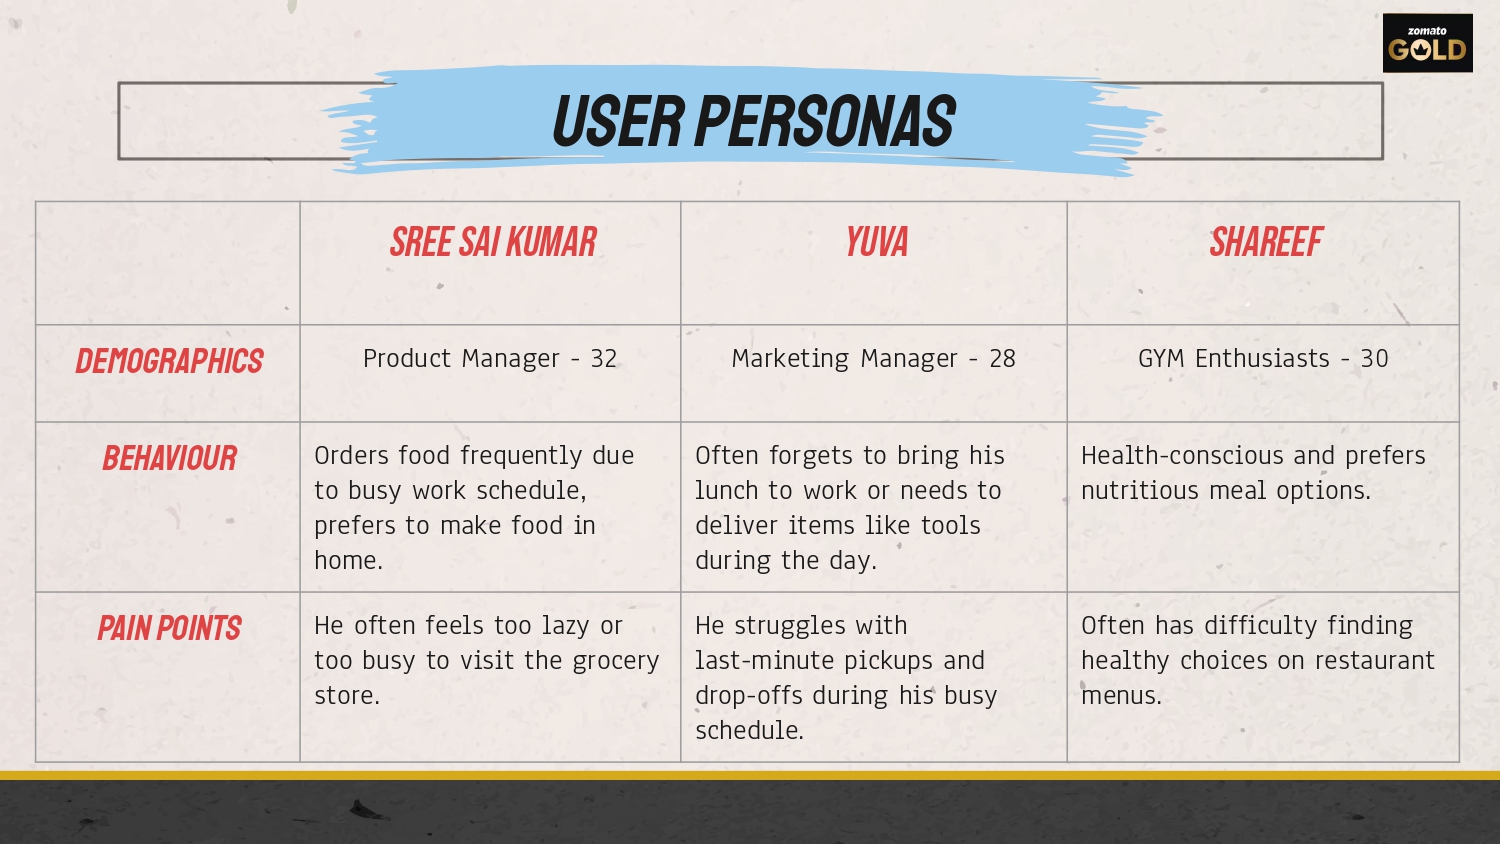 zomato
GOLD
USER PERSONAS
SREE SAI KUMAR
YUVA
SHAREEF
DEMOGRAPHICS
Product Manager - 32
Marketing Manager - 28
GYM Enthusiasts - 30
BEHAVIOUR
Orders food frequently due
to busy work schedule,
prefers to make food in
home.
Often forgets to bring his
lunch to work or needs to
deliver items like tools
during the day.
Health-conscious and prefers
nutritious meal options.
PAIN POINTS
He often feels too lazy or
too busy to visit the grocery
store.
He struggles with
last-minute pickups and
drop-offs during his busy
schedule.
Often has difficulty finding
healthy choices on restaurant
menus.